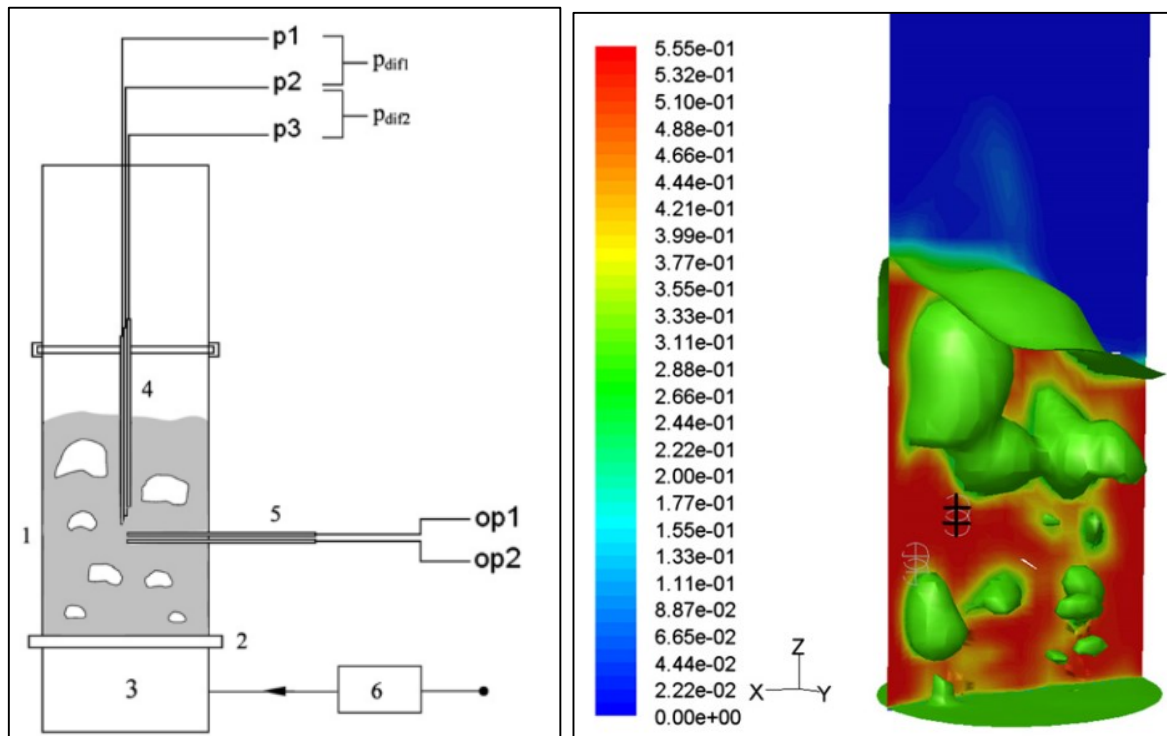 p1
p_dif1
p2
p_dif2
p3
4
5
op1
1
op2
2
3
6
5.55e-01
5.32e-01
5.10e-01
4.88e-01
4.66e-01
4.44e-01
4.21e-01
3.99e-01
3.77e-01
3.55e-01
3.33e-01
3.11e-01
2.88e-01
2.66e-01
2.44e-01
2.22e-01
2.00e-01
1.77e-01
1.55e-01
1.33e-01
1.11e-01
8.87e-02
6.65e-02
4.44e-02
2.22e-02
0.00e+00
Z
X
Y